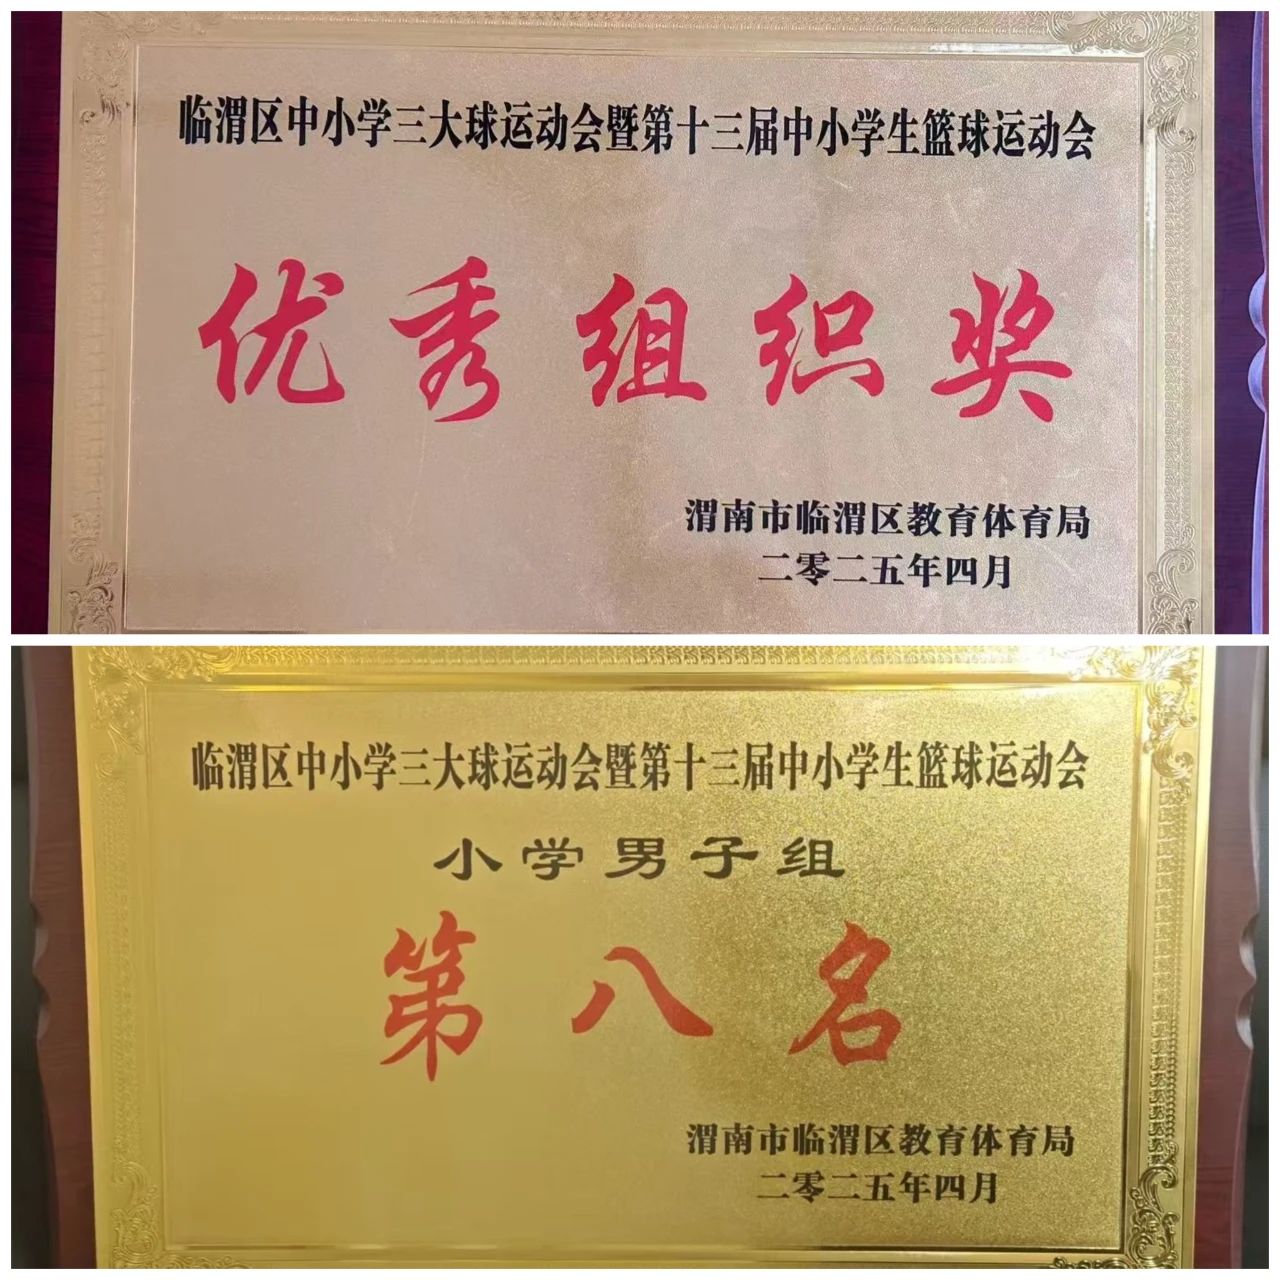 临渭区中小学三大球运动会暨第十三届中小学生篮球运动会
优秀组织奖
渭南市临渭区教育体育局
二零二五年四月
临渭区中小学三大球运动会暨第十三届中小学生篮球运动会
小学男子组
第八名
渭南市临渭区教育体育局
二零二五年四月